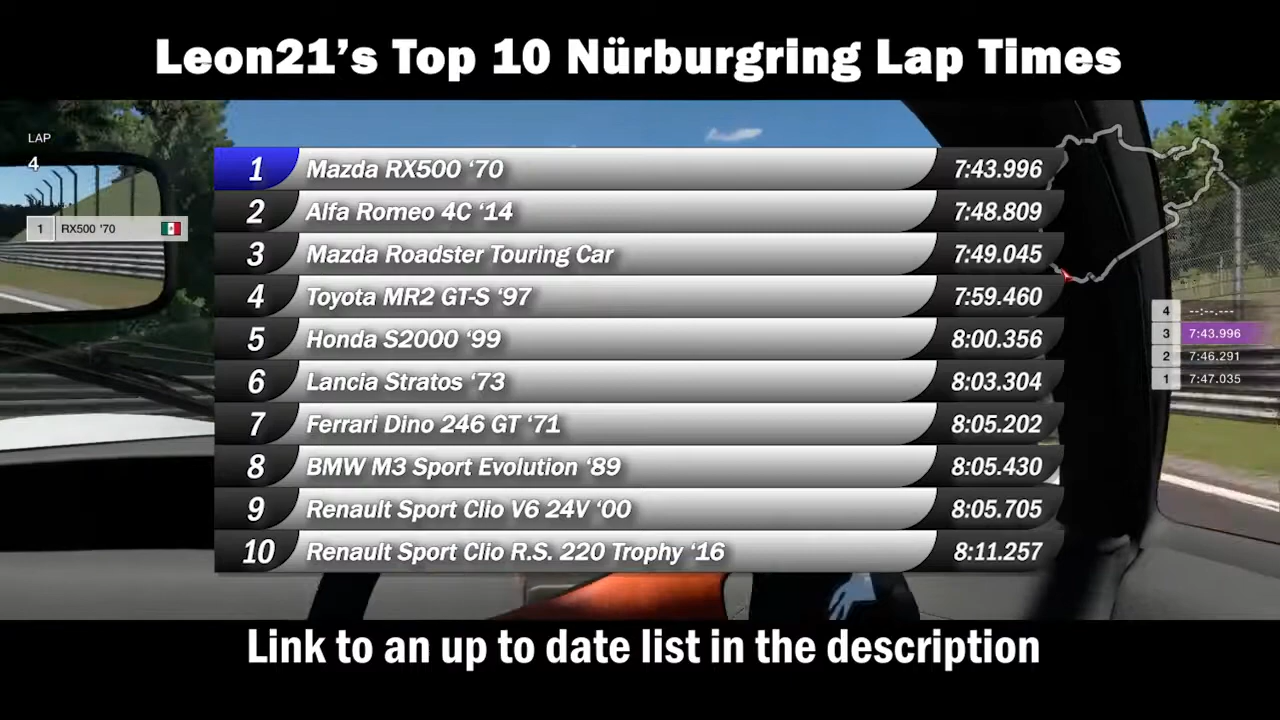 Leon21’s Top 10 Nürburgring Lap Times
LAP
4
1 RX500 '70
1 Mazda RX500 ‘70 7:43.996
2 Alfa Romeo 4C ‘14 7:48.809
3 Mazda Roadster Touring Car 7:49.045
4 Toyota MR2 GT-S ‘97 7:59.460
5 Honda S2000 ‘99 8:00.356
6 Lancia Stratos ‘73 8:03.304
7 Ferrari Dino 246 GT ‘71 8:05.202
8 BMW M3 Sport Evolution ‘89 8:05.430
9 Renault Sport Clio V6 24V ‘00 8:05.705
10 Renault Sport Clio R.S. 220 Trophy ‘16 8:11.257
4 --:--.---
3 7:43.996
2 7:46.291
1 7:47.035
Link to an up to date list in the description